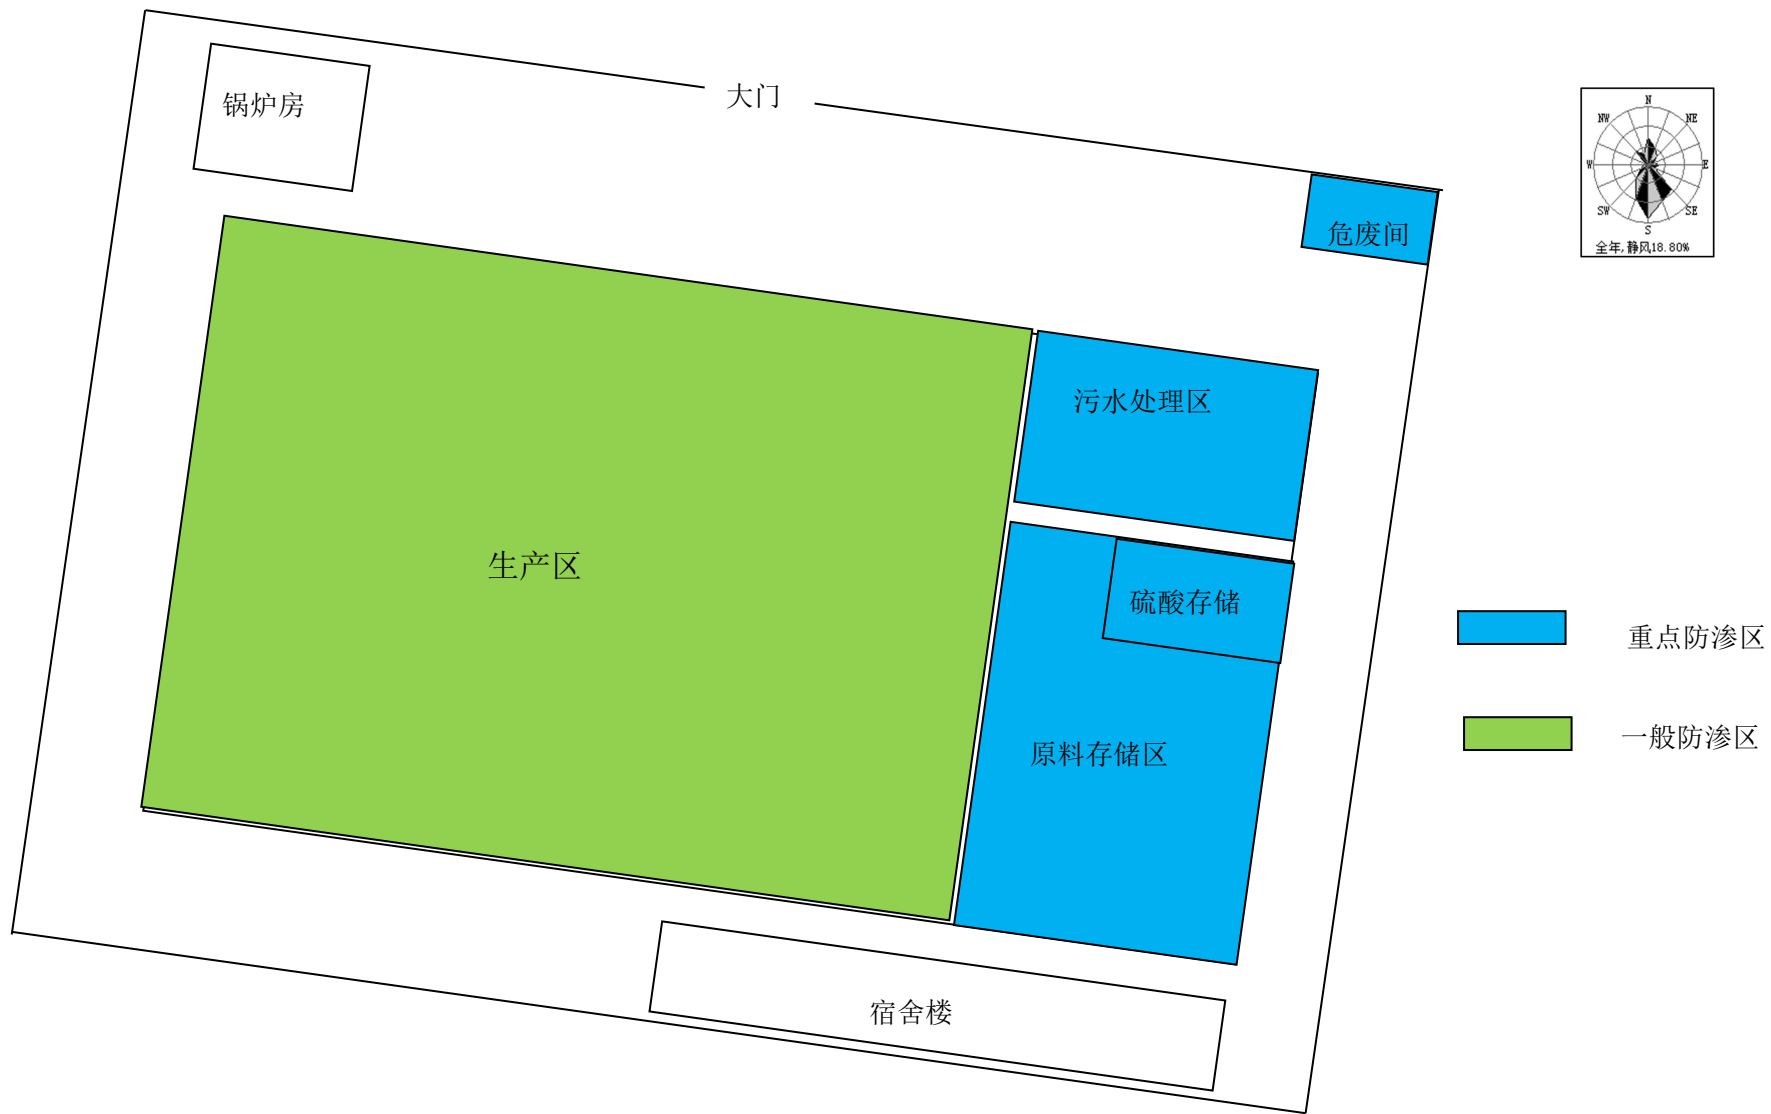 大门
锅炉房
N
NW
NE
W
E
SW
SE
S
全年,静风18.80%
危废间
污水处理区
生产区
硫酸存储
重点防渗区
一般防渗区
原料存储区
宿舍楼